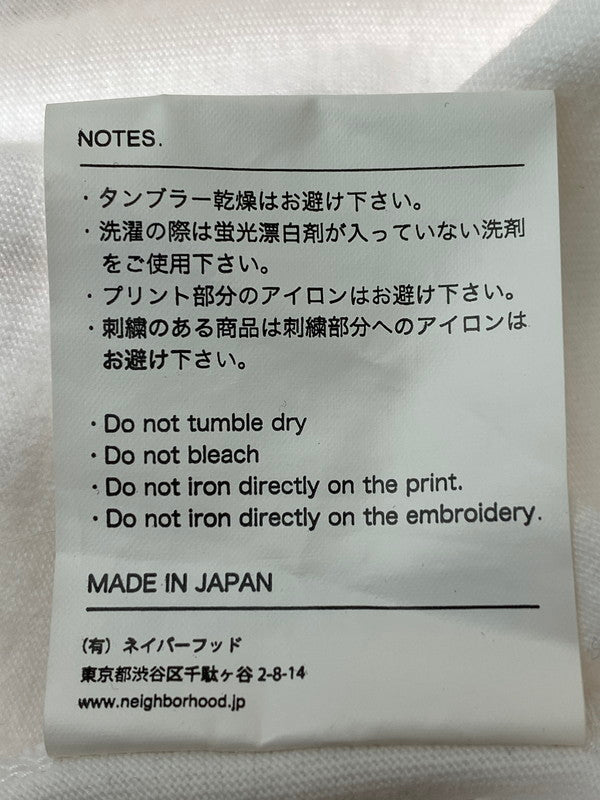 NOTES.
・タンブラー乾燥はお避け下さい。
・洗濯の際は蛍光漂白剤が入っていない洗剤
をご使用下さい。
・プリント部分のアイロンはお避け下さい。
・刺繍のある商品は刺繍部分へのアイロンは
お避け下さい。
・Do not tumble dry
・Do not bleach
・Do not iron directly on the print.
・Do not iron directly on the embroidery.
MADE IN JAPAN
(有) ネイバーフッド
東京都渋谷区千駄ヶ谷 2-8-14
www.neighborhood.jp